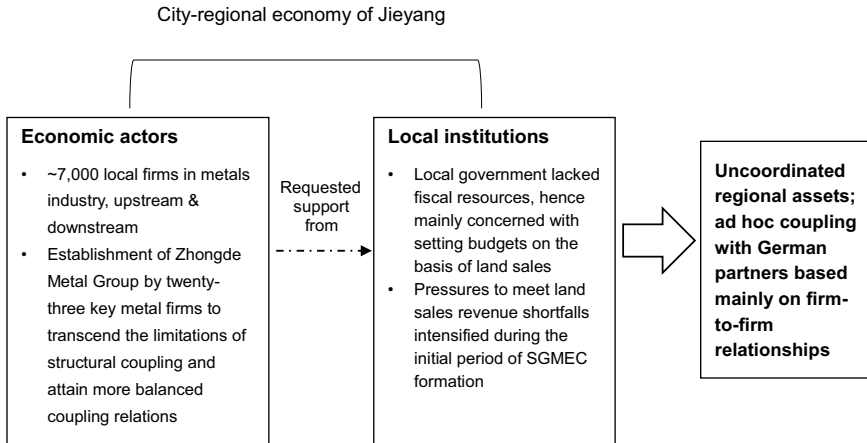 City-regional economy of Jieyang
Economic actors
• ~7,000 local firms in metals
industry, upstream &
downstream
• Establishment of Zhongde
Metal Group by twenty-
three key metal firms to
transcend the limitations of
structural coupling and
attain more balanced
coupling relations
Requested
support
from
Local institutions
• Local government lacked
fiscal resources, hence
mainly concerned with
setting budgets on the
basis of land sales
• Pressures to meet land
sales revenue shortfalls
intensified during the
initial period of SGMEC
formation
Uncoordinated
regional assets;
ad hoc coupling
with German
partners based
mainly on firm-
to-firm
relationships